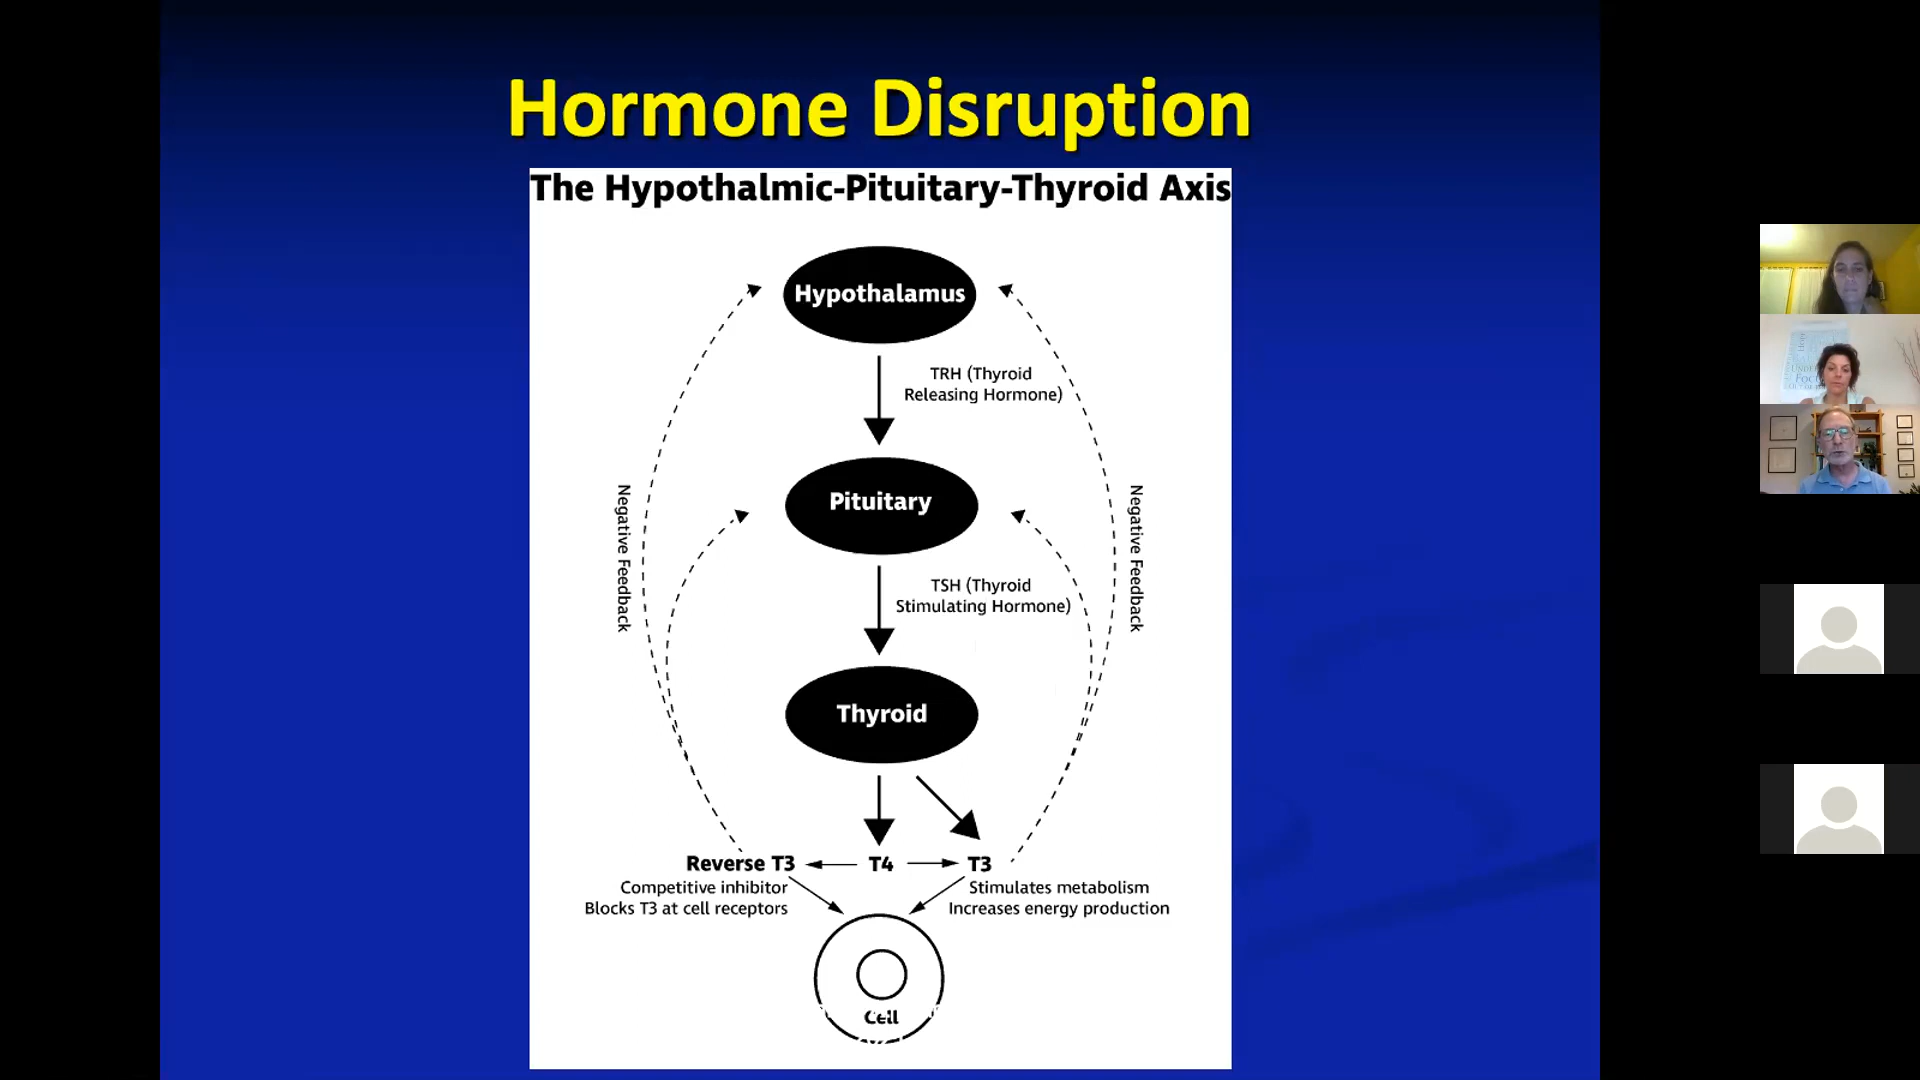 Hormone Disruption
The Hypothalmic-Pituitary-Thyroid Axis
Hypothalamus
TRH (Thyroid
Releasing Hormone)
Pituitary
Negative Feedback
Negative Feedback
TSH (Thyroid
Stimulating Hormone)
Thyroid
Reverse T3
T4
T3
Competitive inhibitor
Blocks T3 at cell receptors
Stimulates metabolism
Increases energy production
Cell